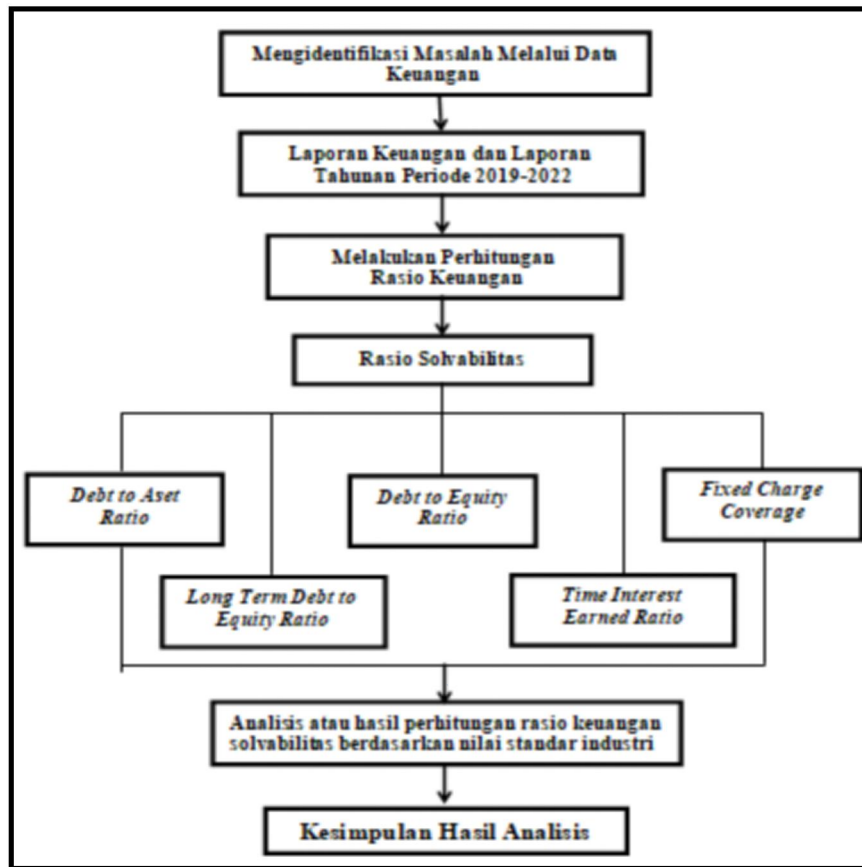 Mengidentifikasi Masalah Melalui Data
Keuangan
Laporan Keuangan dan Laporan
Tahunan Periode 2019-2022
Melakukan Perhitungan
Rasio Keuangan
Rasio Solvabilitas
Debt to Aset
Ratio
Debt to Equity
Ratio
Fixed Charge
Coverage
Long Term Debt to
Equity Ratio
Time Interest
Earned Ratio
Analisis atau hasil perhitungan rasio keuangan
solvabilitas berdasarkan nilai standar industri
Kesimpulan Hasil Analisis